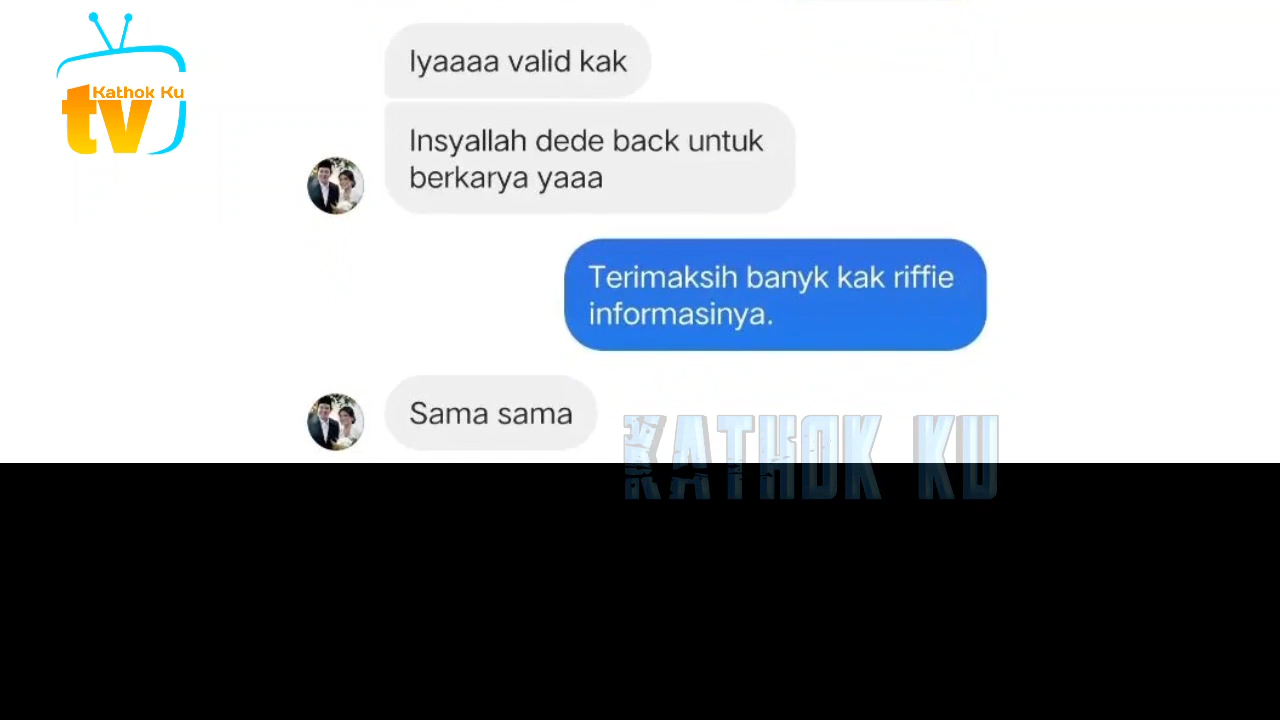 Kathok Ku
tv
Iyaaaa valid kak
Insyallah dede back untuk
berkarya yaaa
Terimaksih banyk kak riffie
informasinya.
Sama sama
KATHOK KU